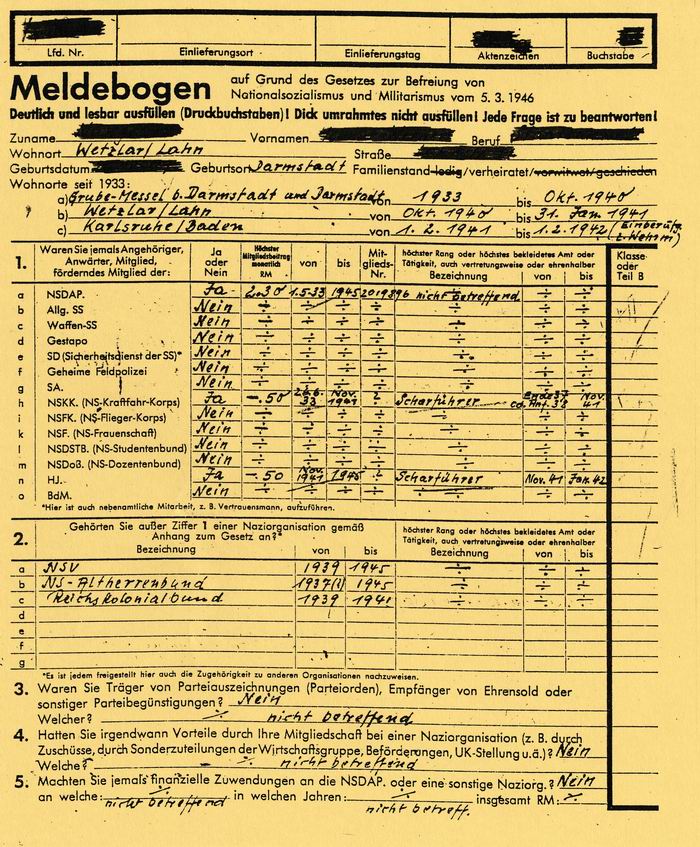 Lfd. Nr. Einlieferungsort Einlieferungstag Aktenzeichen Buchstabe
Meldebogen auf Grund des Gesetzes zur Befreiung von
Nationalsozialismus und Militarismus vom 5. 3. 1946
Deutlich und lesbar ausfüllen (Druckbuchstaben)! Dick umrahmtes nicht ausfüllen! Jede Frage ist zu beantworten!
Zuname Vornamen Beruf
Wohnort Wetzlar/Lahn Straße
Geburtsdatum Geburtsort Darmstadt Familienstand ledig/verheiratet/verwitwet/geschieden
Wohnorte seit 1933:
a) Grube-Messel b. Darmstadt und Darmstadt von 1933 bis Okt. 1940
b) Wetzlar/Lahn von Okt. 1940 bis 31. Jan. 1941
c) Karlsruhe/Baden von 1. 2. 1941 bis 1. 2. 1942 (Einberufg. z. Wehrm.)
1. Waren Sie jemals Angehöriger, Anwärter, Mitglied, förderndes Mitglied der: Ja oder Nein Höchster Mitgliedsbeitrag monatlich RM von bis Mitglieds-Nr. höchster Rang oder höchstes bekleidetes Amt oder Tätigkeit, auch vertretungsweise oder ehrenhalber Bezeichnung von bis Klasse oder Teil B
a NSDAP. Ja 1.5.33 1945 nicht betreffend ÷ ÷
b Allg. SS Nein ÷ ÷ ÷ ÷ ÷ ÷ ÷
c Waffen-SS Nein ÷ ÷ ÷ ÷ ÷ ÷ ÷
d Gestapo Nein ÷ ÷ ÷ ÷ ÷ ÷ ÷
e SD (Sicherheitsdienst der SS)* Nein ÷ ÷ ÷ ÷ ÷ ÷ ÷
f Geheime Feldpolizei Nein ÷ ÷ ÷ ÷ ÷ ÷ ÷
g SA. Nein ÷ ÷ ÷ ÷ ÷ ÷ ÷
h NSKK. (NS-Kraftfahr-Korps) Ja -.50 26.6.33 Nov. 1941 ? Scharführer Ende 37 Nov. 41
i NSFK. (NS-Flieger-Korps) Nein ÷ ÷ ÷ ÷ ÷ ÷ ÷
k NSF. (NS-Frauenschaft) Nein ÷ ÷ ÷ ÷ ÷ ÷ ÷
l NSDSTB. (NS-Studentenbund) Nein ÷ ÷ ÷ ÷ ÷ ÷ ÷
m NSDoß. (NS-Dozentenbund) Nein ÷ ÷ ÷ ÷ ÷ ÷ ÷
n HJ. Ja -.50 Nov. 1941 1945 ? Scharführer Nov. 41 Jan. 42
o BdM. Nein ÷ ÷ ÷ ÷ ÷ ÷ ÷
*Hier ist auch nebenamtliche Mitarbeit, z. B. Vertrauensmann, aufzuführen.
2. Gehörten Sie außer Ziffer 1 einer Naziorganisation gemäß Anhang zum Gesetz an?* Bezeichnung von bis höchster Rang oder höchstes bekleidetes Amt oder Tätigkeit, auch vertretungsweise oder ehrenhalber Bezeichnung von bis
a NSV 1939 1945 ÷ ÷ ÷
b NS-Altherrenbund 1937(?) 1945 ÷ ÷ ÷
c Reichskolonialbund 1939 1941 ÷ ÷ ÷
d
e
f
g
*Es ist jedem freigestellt hier auch die Zugehörigkeit zu anderen Organisationen nachzuweisen.
3. Waren Sie Träger von Parteiauszeichnungen (Parteiorden), Empfänger von Ehrensold oder
sonstiger Parteibegünstigungen? Nein
Welcher? ÷ nicht betreffend
4. Hatten Sie irgendwann Vorteile durch Ihre Mitgliedschaft bei einer Naziorganisation (z. B. durch
Zuschüsse, durch Sonderzuteilungen der Wirtschaftsgruppe, Beförderungen, UK-Stellung u.ä.)? Nein
Welche? ÷ nicht betreffend
5. Machten Sie jemals finanzielle Zuwendungen an die NSDAP. oder eine sonstige Naziorg.? Nein
an welche: nicht betreffend in welchen Jahren: ÷ nicht betreff. insgesamt RM: ÷